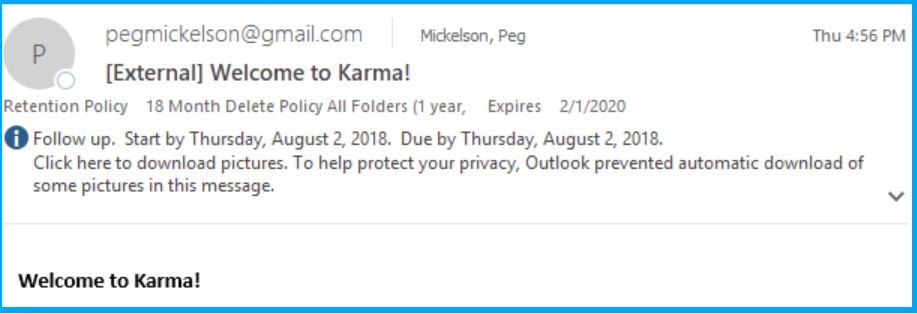 P
pegmickelson@gmail.com Mickelson, Peg Thu 4:56 PM
[External] Welcome to Karma!
Retention Policy 18 Month Delete Policy All Folders (1 year, Expires 2/1/2020
Follow up. Start by Thursday, August 2, 2018. Due by Thursday, August 2, 2018.
Click here to download pictures. To help protect your privacy, Outlook prevented automatic download of
some pictures in this message.
Welcome to Karma!